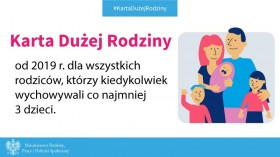 #KartaDużejRodziny
Karta Dużej Rodziny
od 2019 r. dla wszystkich
rodziców, którzy kiedykolwiek
wychowywali co najmniej
3 dzieci.
Ministerstwo Rodziny,
Pracy i Polityki Społecznej